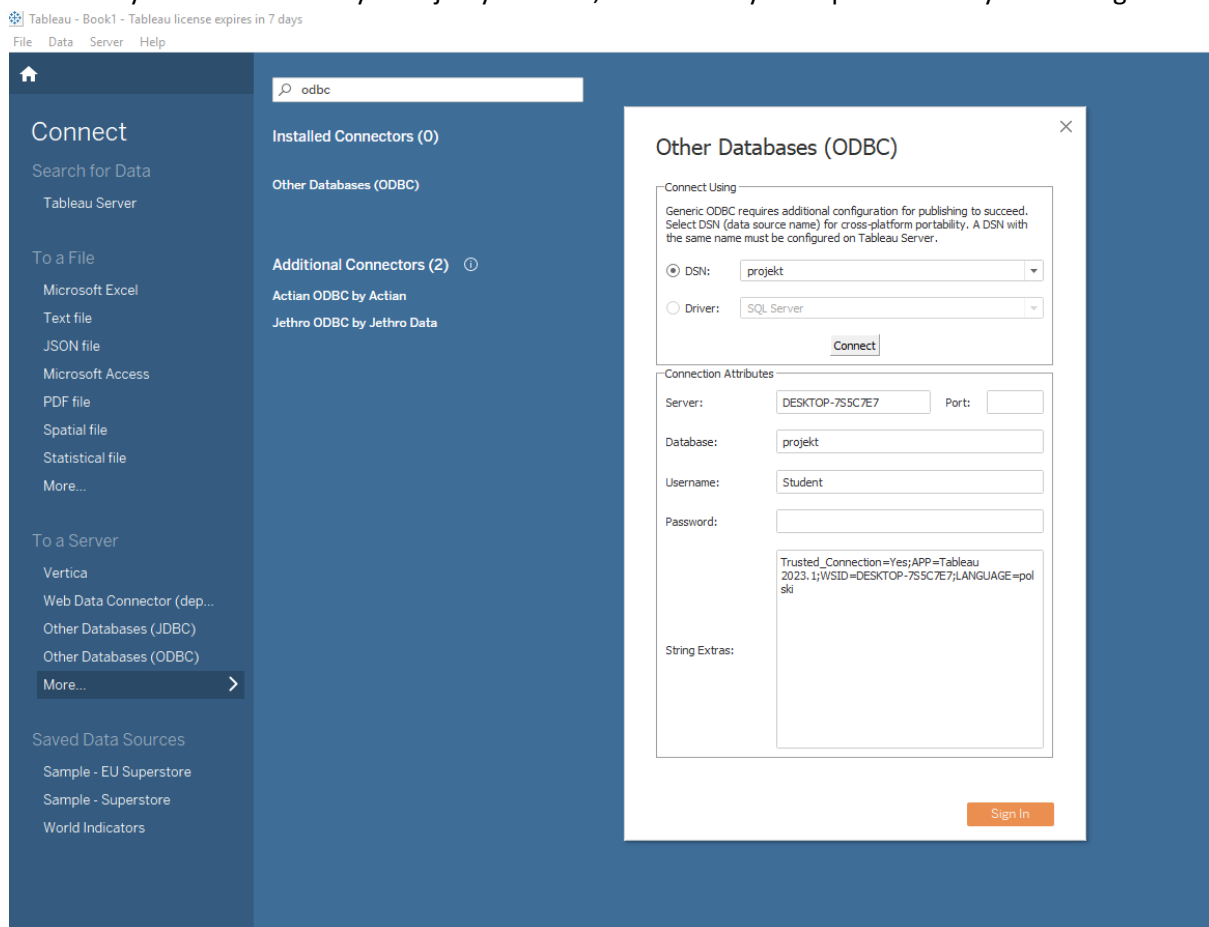 Tableau - Book1 - Tableau license expires in 7 days
File Data Server Help
odbc
Connect
Search for Data
Tableau Server
To a File
Microsoft Excel
Text file
JSON file
Microsoft Access
PDF file
Spatial file
Statistical file
More...
To a Server
Vertica
Web Data Connector (dep...
Other Databases (JDBC)
Other Databases (ODBC)
More...
Saved Data Sources
Sample - EU Superstore
Sample - Superstore
World Indicators
Installed Connectors (0)
Other Databases (ODBC)
Additional Connectors (2)
Actian ODBC by Actian
Jethro ODBC by Jethro Data
Other Databases (ODBC)
Connect Using
Generic ODBC requires additional configuration for publishing to succeed.
Select DSN (data source name) for cross-platform portability. A DSN with
the same name must be configured on Tableau Server.
DSN: projekt
Driver: SQL Server
Connect
Connection Attributes
Server: DESKTOP-7S5C7E7 Port:
Database: projekt
Username: Student
Password:
String Extras:
Trusted_Connection=Yes;APP=Tableau
2023.1;WSID=DESKTOP-7S5C7E7;LANGUAGE=pol
ski
Sign In